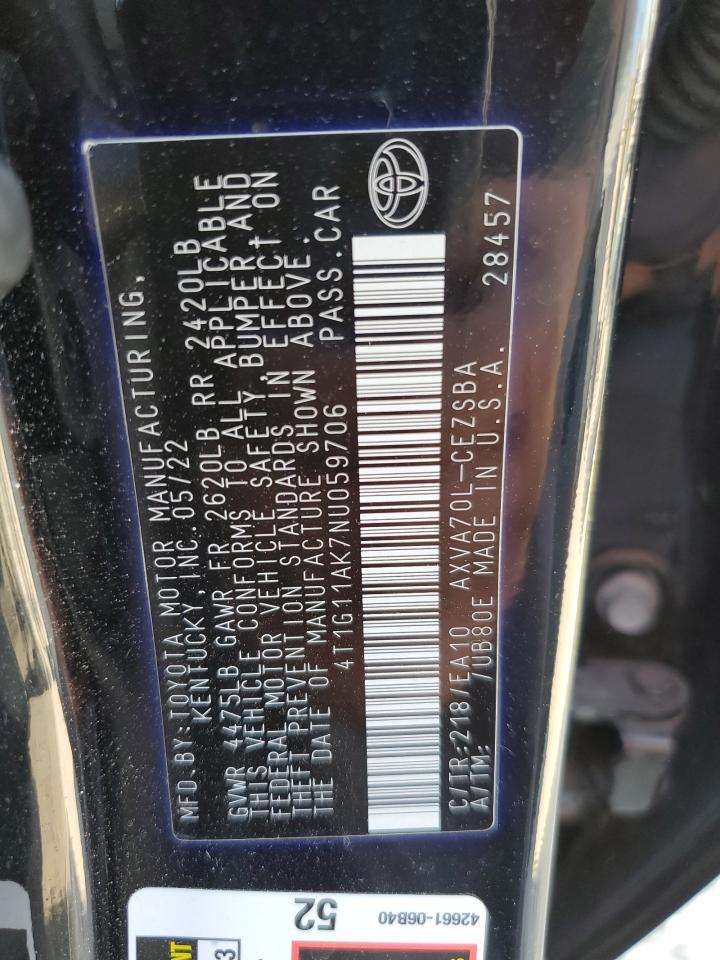 MFD.BY:TOYOTA MOTOR MANUFACTURING,
KENTUCKY, INC. 05/22
GVWR 4475LB GAWR FR 2620LB RR 2420LB
THIS VEHICLE CONFORMS TO ALL APPLICABLE
FEDERAL MOTOR VEHICLE SAFETY, BUMPER, AND
THEFT PREVENTION STANDARDS IN EFFECT ON
THE DATE OF MANUFACTURE SHOWN ABOVE.
4T1G11AK7NU059706 PASS.CAR
C/TR:218/EA10 AXVA70L-CEZSBA 28457
A/TM: /UB80E MADE IN U.S.A.
52
42661-06B40
3